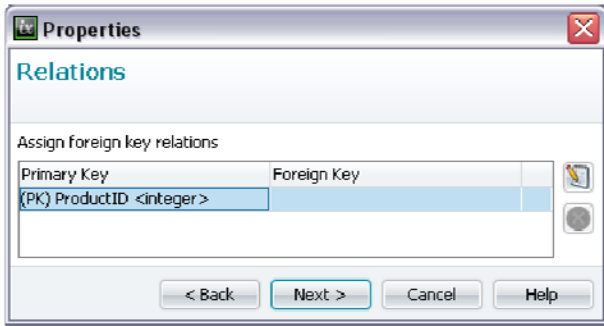 Properties
Relations
Assign foreign key relations
Primary Key Foreign Key
(PK) ProductID <integer>
< Back Next > Cancel Help